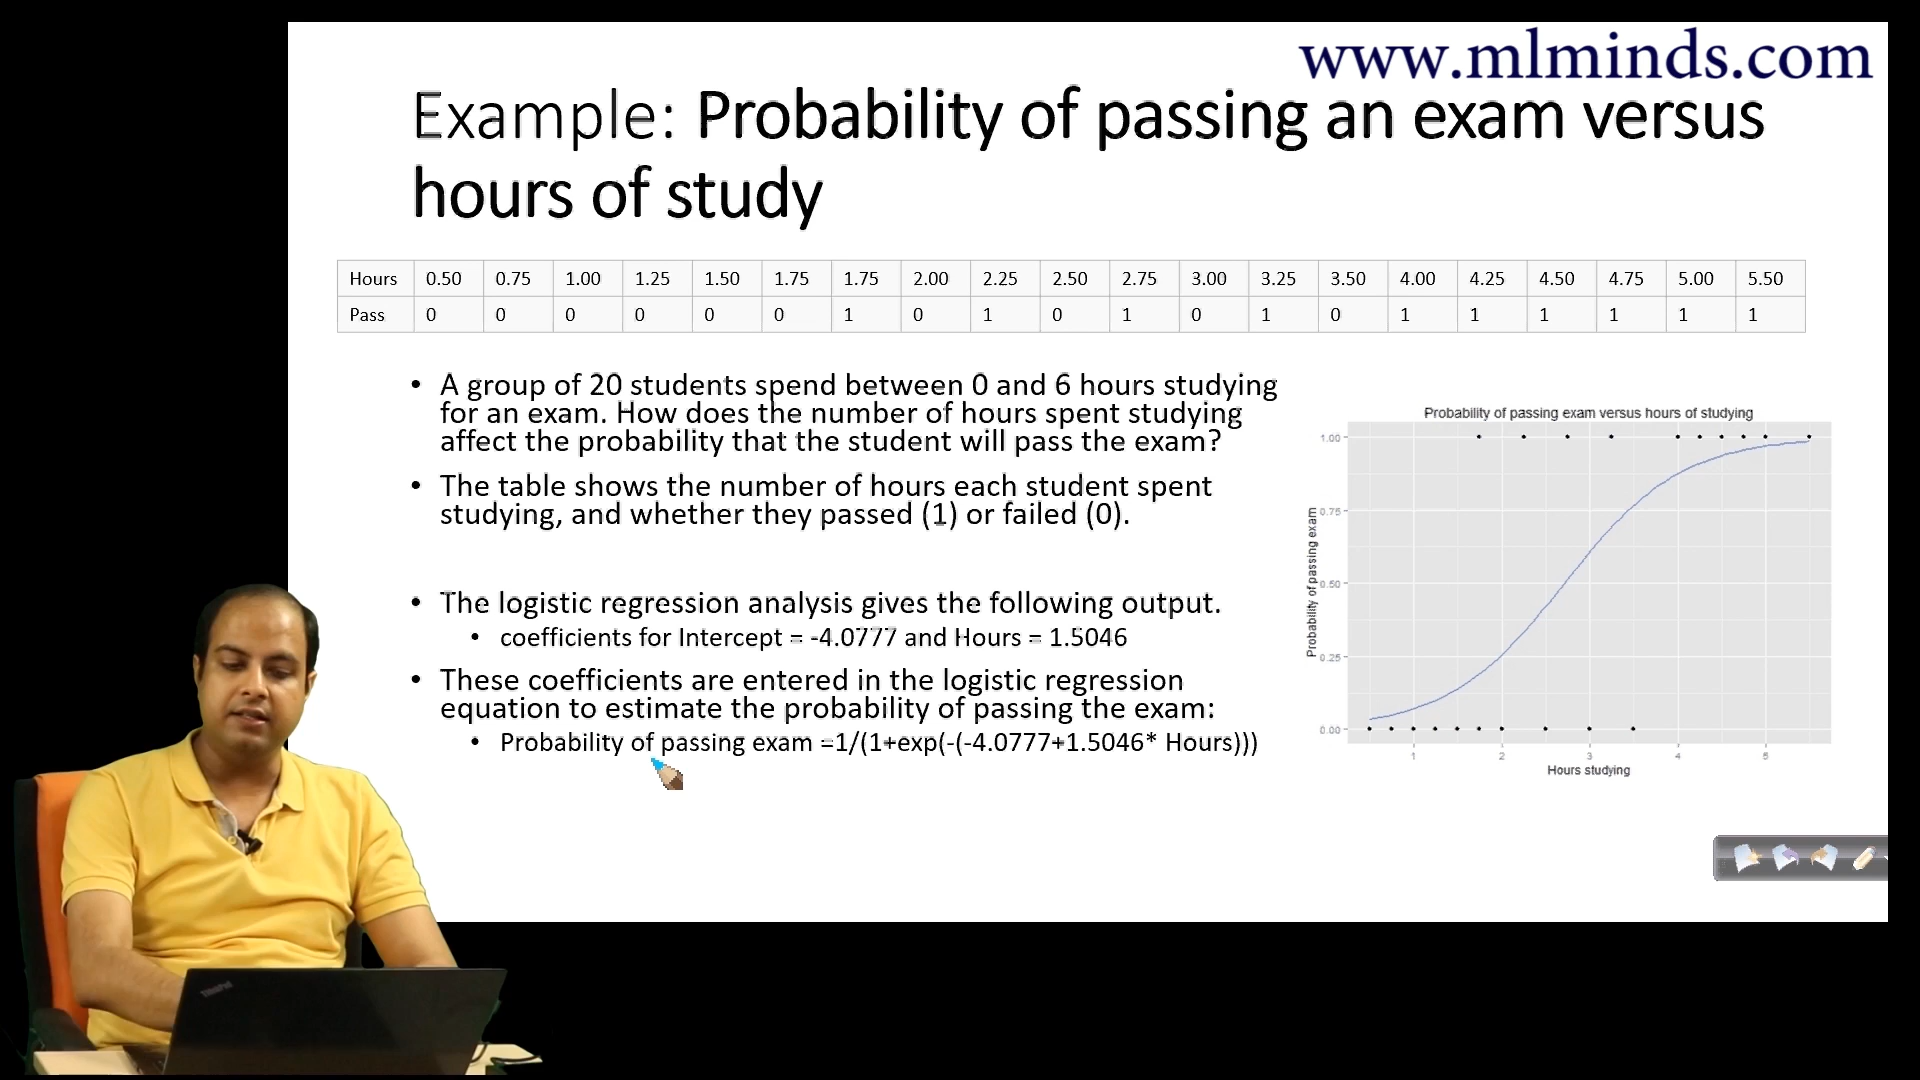 www.mlminds.com
Example: Probability of passing an exam versus
hours of study
Hours 0.50 0.75 1.00 1.25 1.50 1.75 1.75 2.00 2.25 2.50 2.75 3.00 3.25 3.50 4.00 4.25 4.50 4.75 5.00 5.50
Pass 0 0 0 0 0 0 1 0 1 0 1 0 1 0 1 1 1 1 1 1
• A group of 20 students spend between 0 and 6 hours studying
for an exam. How does the number of hours spent studying
affect the probability that the student will pass the exam?
• The table shows the number of hours each student spent
studying, and whether they passed (1) or failed (0).
• The logistic regression analysis gives the following output.
• coefficients for Intercept = -4.0777 and Hours = 1.5046
• These coefficients are entered in the logistic regression
equation to estimate the probability of passing the exam:
• Probability of passing exam =1/(1+exp(-(-4.0777+1.5046* Hours)))
Probability of passing exam versus hours of studying
Probability of passing exam
1.00
0.75
0.50
0.25
0.00
1 2 3 4 5
Hours studying
ThinkPad